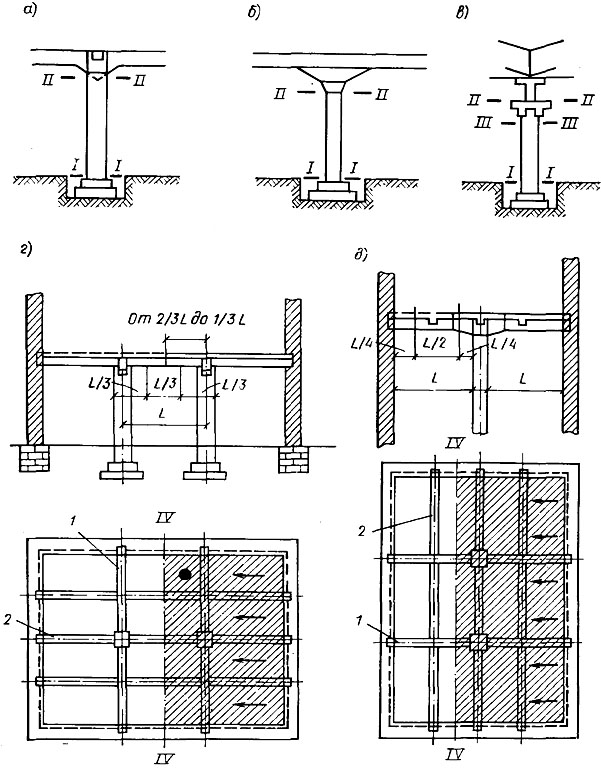 а)
б)
в)
II II
II II
II II
III III
I I
I I
I I
г)
д)
От 2/3L до 1/3 L
L/3 L/3 L/3
L
L/4 L/2 L/4
L L
IV
IV
1
2
IV
2
1
IV